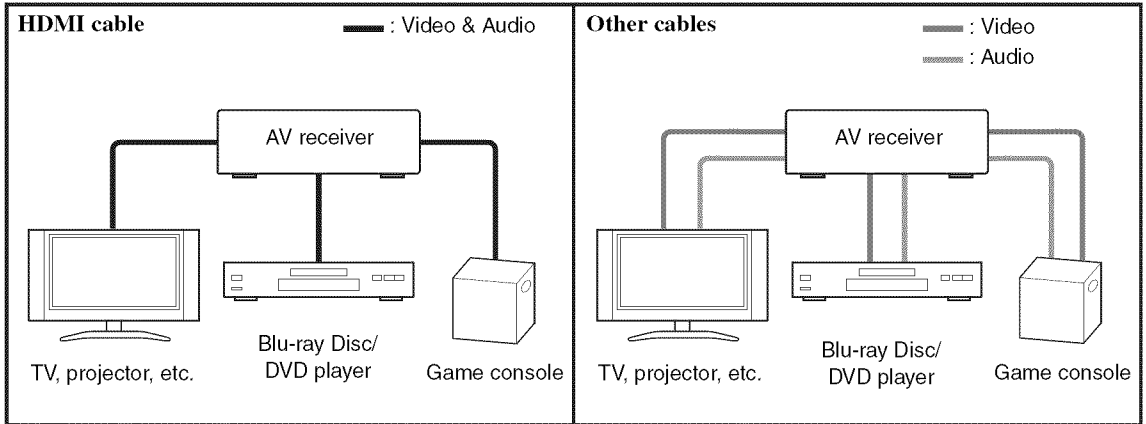 HDMI cable
: Video & Audio
AV receiver
TV, projector, etc.
Blu-ray Disc/
DVD player
Game console
Other cables
: Video
: Audio
AV receiver
TV, projector, etc.
Blu-ray Disc/
DVD player
Game console